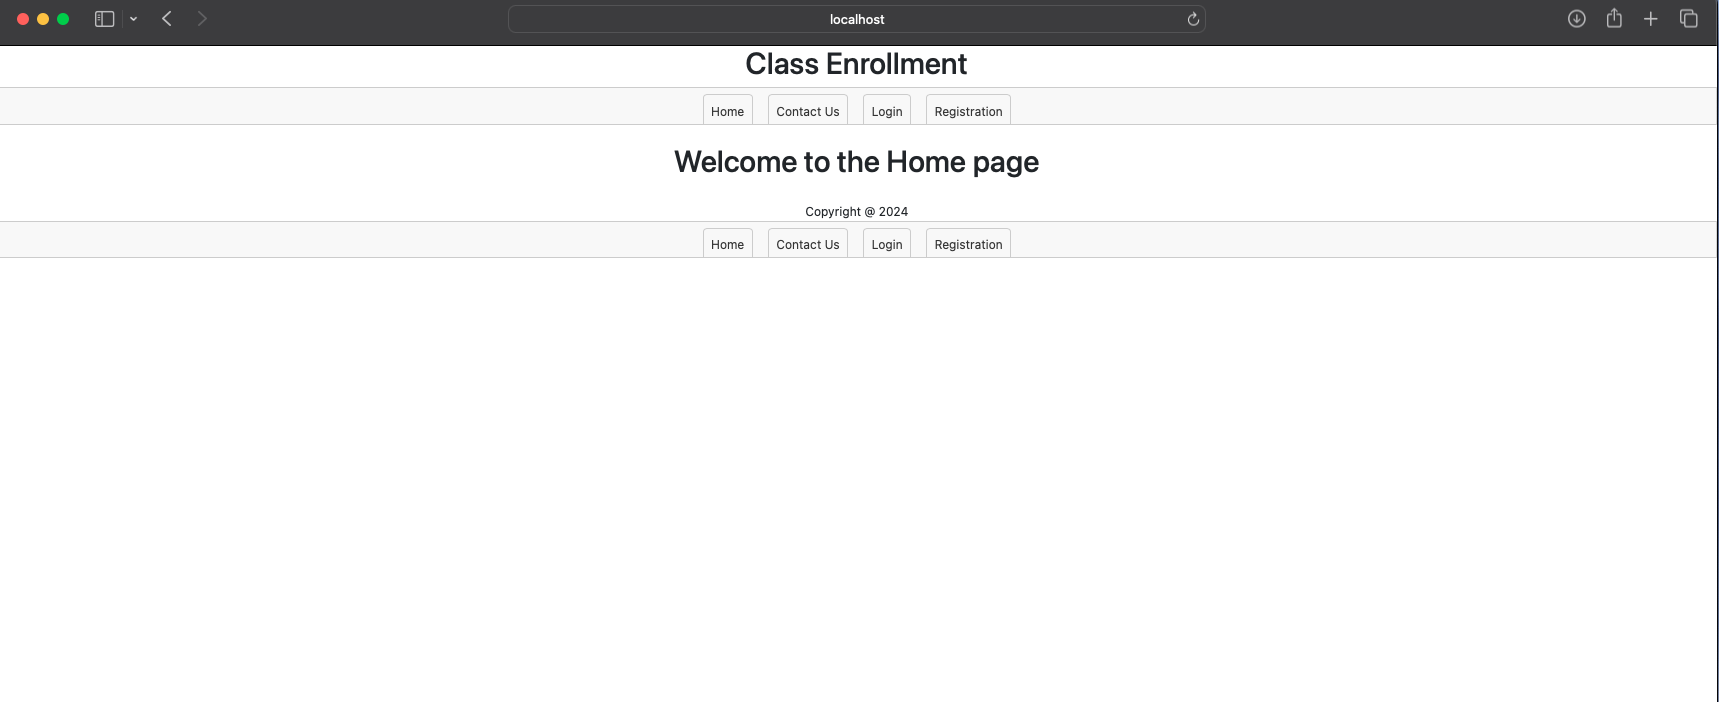 localhost
Class Enrollment
Home Contact Us Login Registration
Welcome to the Home page
Copyright @ 2024
Home Contact Us Login Registration